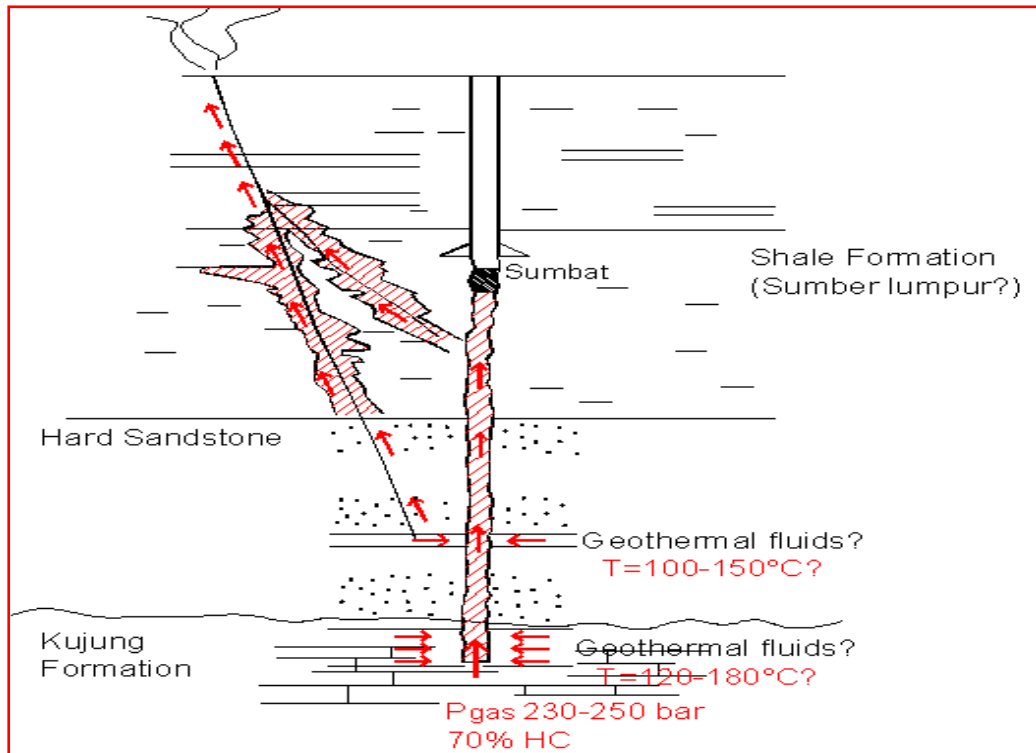 Sumbat
Shale Formation
(Sumber lumpur?)
Hard Sandstone
Geothermal fluids?
T=100-150°C?
Kujung
Formation
Geothermal fluids?
T=120-180°C?
Pgas 230-250 bar
70% HC